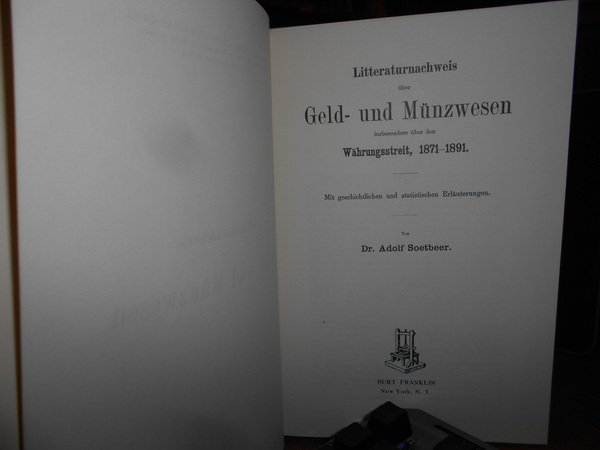 Litteraturnachweis
über
Geld- und Münzwesen
insbesondere über den
Währungsstreit, 1871–1891.
Mit geschichtlichen und statistischen Erläuterungen.
Von
Dr. Adolf Soetbeer.
BURT FRANKLIN
New York, N. Y.